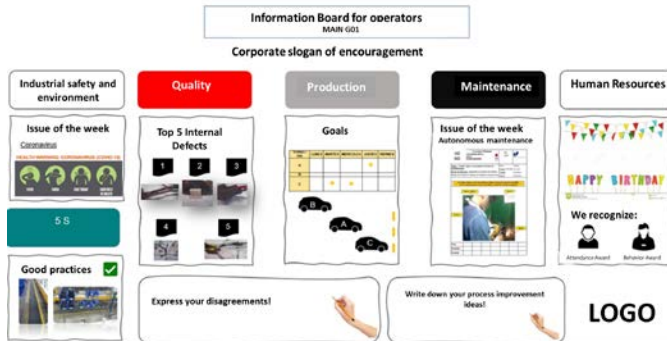 Information Board for operators
MAIN G01
Corporate slogan of encouragement
Industrial safety and
environment
Quality
Production
Maintenance
Human Resources
Issue of the week
Coronavirus
Top 5 Internal
Defects
1
2
3
4
5
Goals
B
A
C
Issue of the week
Autonomous maintenance
HAPPY BIRTHDAY
We recognize:
Attendance Award
Behavior Award
5 S
Good practices
Express your disagreements!
Write down your process improvement
ideas!
LOGO